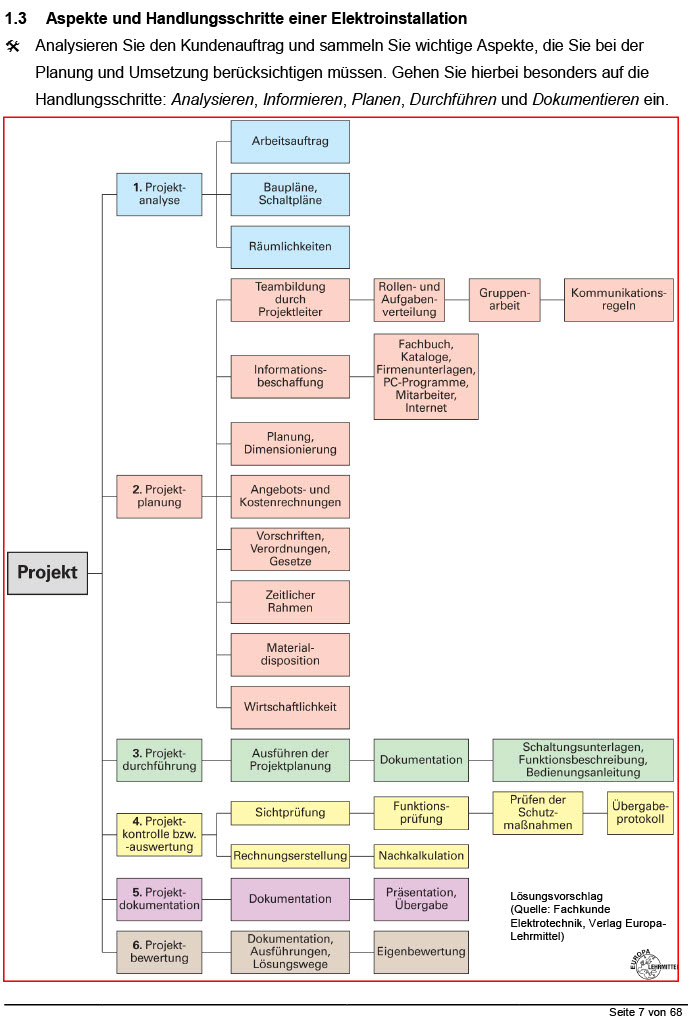 1.3 Aspekte und Handlungsschritte einer Elektroinstallation
Analysieren Sie den Kundenauftrag und sammeln Sie wichtige Aspekte, die Sie bei der
Planung und Umsetzung berücksichtigen müssen. Gehen Sie hierbei besonders auf die
Handlungsschritte: Analysieren, Informieren, Planen, Durchführen und Dokumentieren ein.
Projekt
1. Projekt-
analyse
Arbeitsauftrag
Baupläne,
Schaltpläne
Räumlichkeiten
2. Projekt-
planung
Teambildung
durch
Projektleiter
Rollen- und
Aufgaben-
verteilung
Gruppen-
arbeit
Kommunikations-
regeln
Informations-
beschaffung
Fachbuch,
Kataloge,
Firmenunterlagen,
PC-Programme,
Mitarbeiter,
Internet
Planung,
Dimensionierung
Angebots- und
Kostenrechnungen
Vorschriften,
Verordnungen,
Gesetze
Zeitlicher
Rahmen
Material-
disposition
Wirtschaftlichkeit
3. Projekt-
durchführung
Ausführen der
Projektplanung
Dokumentation
Schaltungsunterlagen,
Funktionsbeschreibung,
Bedienungsanleitung
4. Projekt-
kontrolle bzw.
-auswertung
Sichtprüfung
Funktions-
prüfung
Prüfen der
Schutz-
maßnahmen
Übergabe-
protokoll
Rechnungserstellung
Nachkalkulation
5. Projekt-
dokumentation
Dokumentation
Präsentation,
Übergabe
6. Projekt-
bewertung
Dokumentation,
Ausführungen,
Lösungswege
Eigenbewertung
Lösungsvorschlag
(Quelle: Fachkunde
Elektrotechnik, Verlag Europa-
Lehrmittel)
EUROPA
LEHRMITTEL
Seite 7 von 68